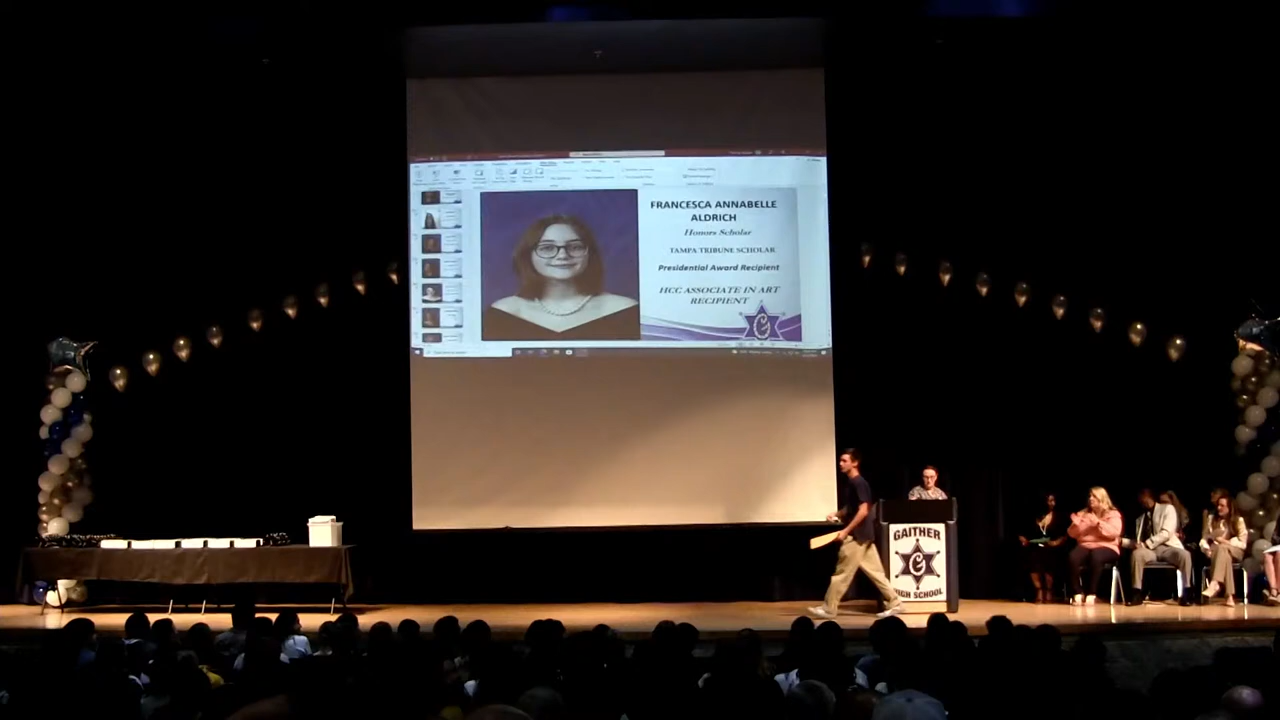 FRANCESCA ANNABELLE
ALDRICH
Honors Scholar
TAMPA TRIBUNE SCHOLAR
Presidential Award Recipient
HCC ASSOCIATE IN ART
RECIPIENT
G
GAITHER
G
HIGH SCHOOL